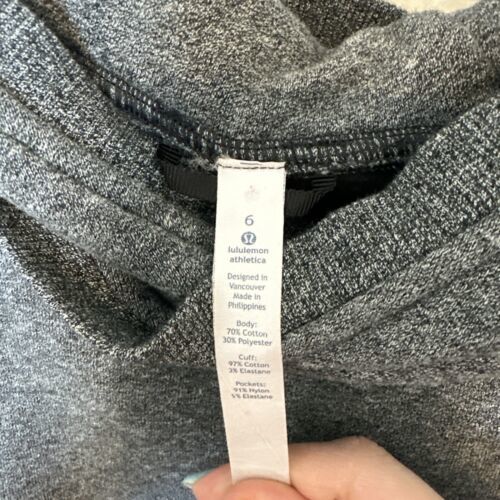 6
lululemon
athletica
Designed in
Vancouver
Made in
Philippines
Body:
70% Cotton
30% Polyester
Cuff:
97% Cotton
3% Elastane
Pockets:
91% Nylon
% Elastane